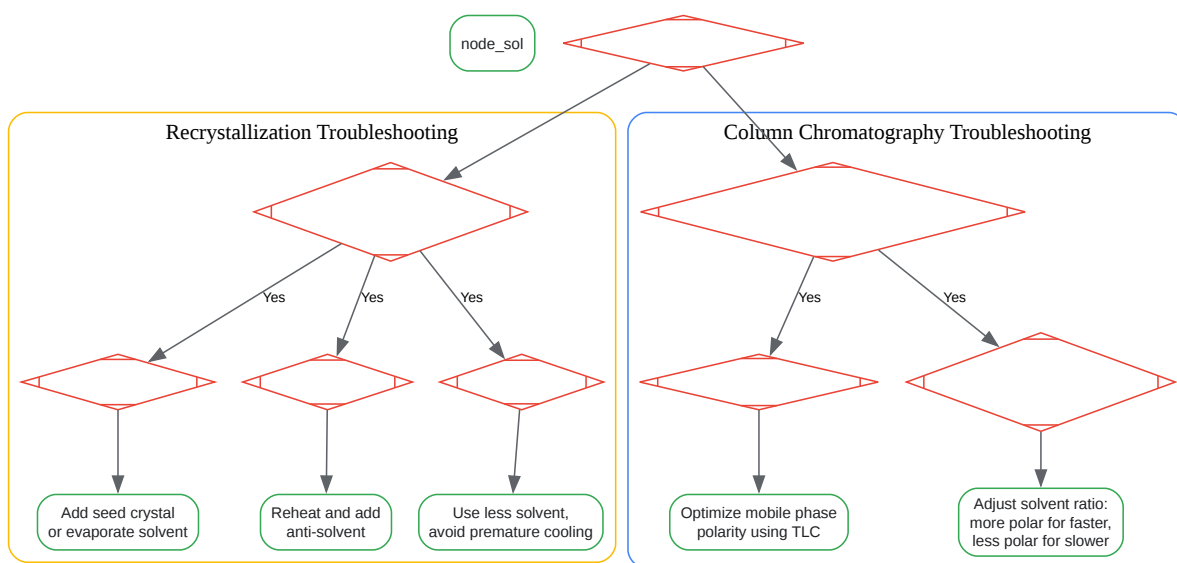 node_sol
Recrystallization Troubleshooting
Column Chromatography Troubleshooting
Yes
Yes
Yes
Yes
Yes
Add seed crystal
or evaporate solvent
Reheat and add
anti-solvent
Use less solvent,
avoid premature cooling
Optimize mobile phase
polarity using TLC
Adjust solvent ratio:
more polar for faster,
less polar for slower